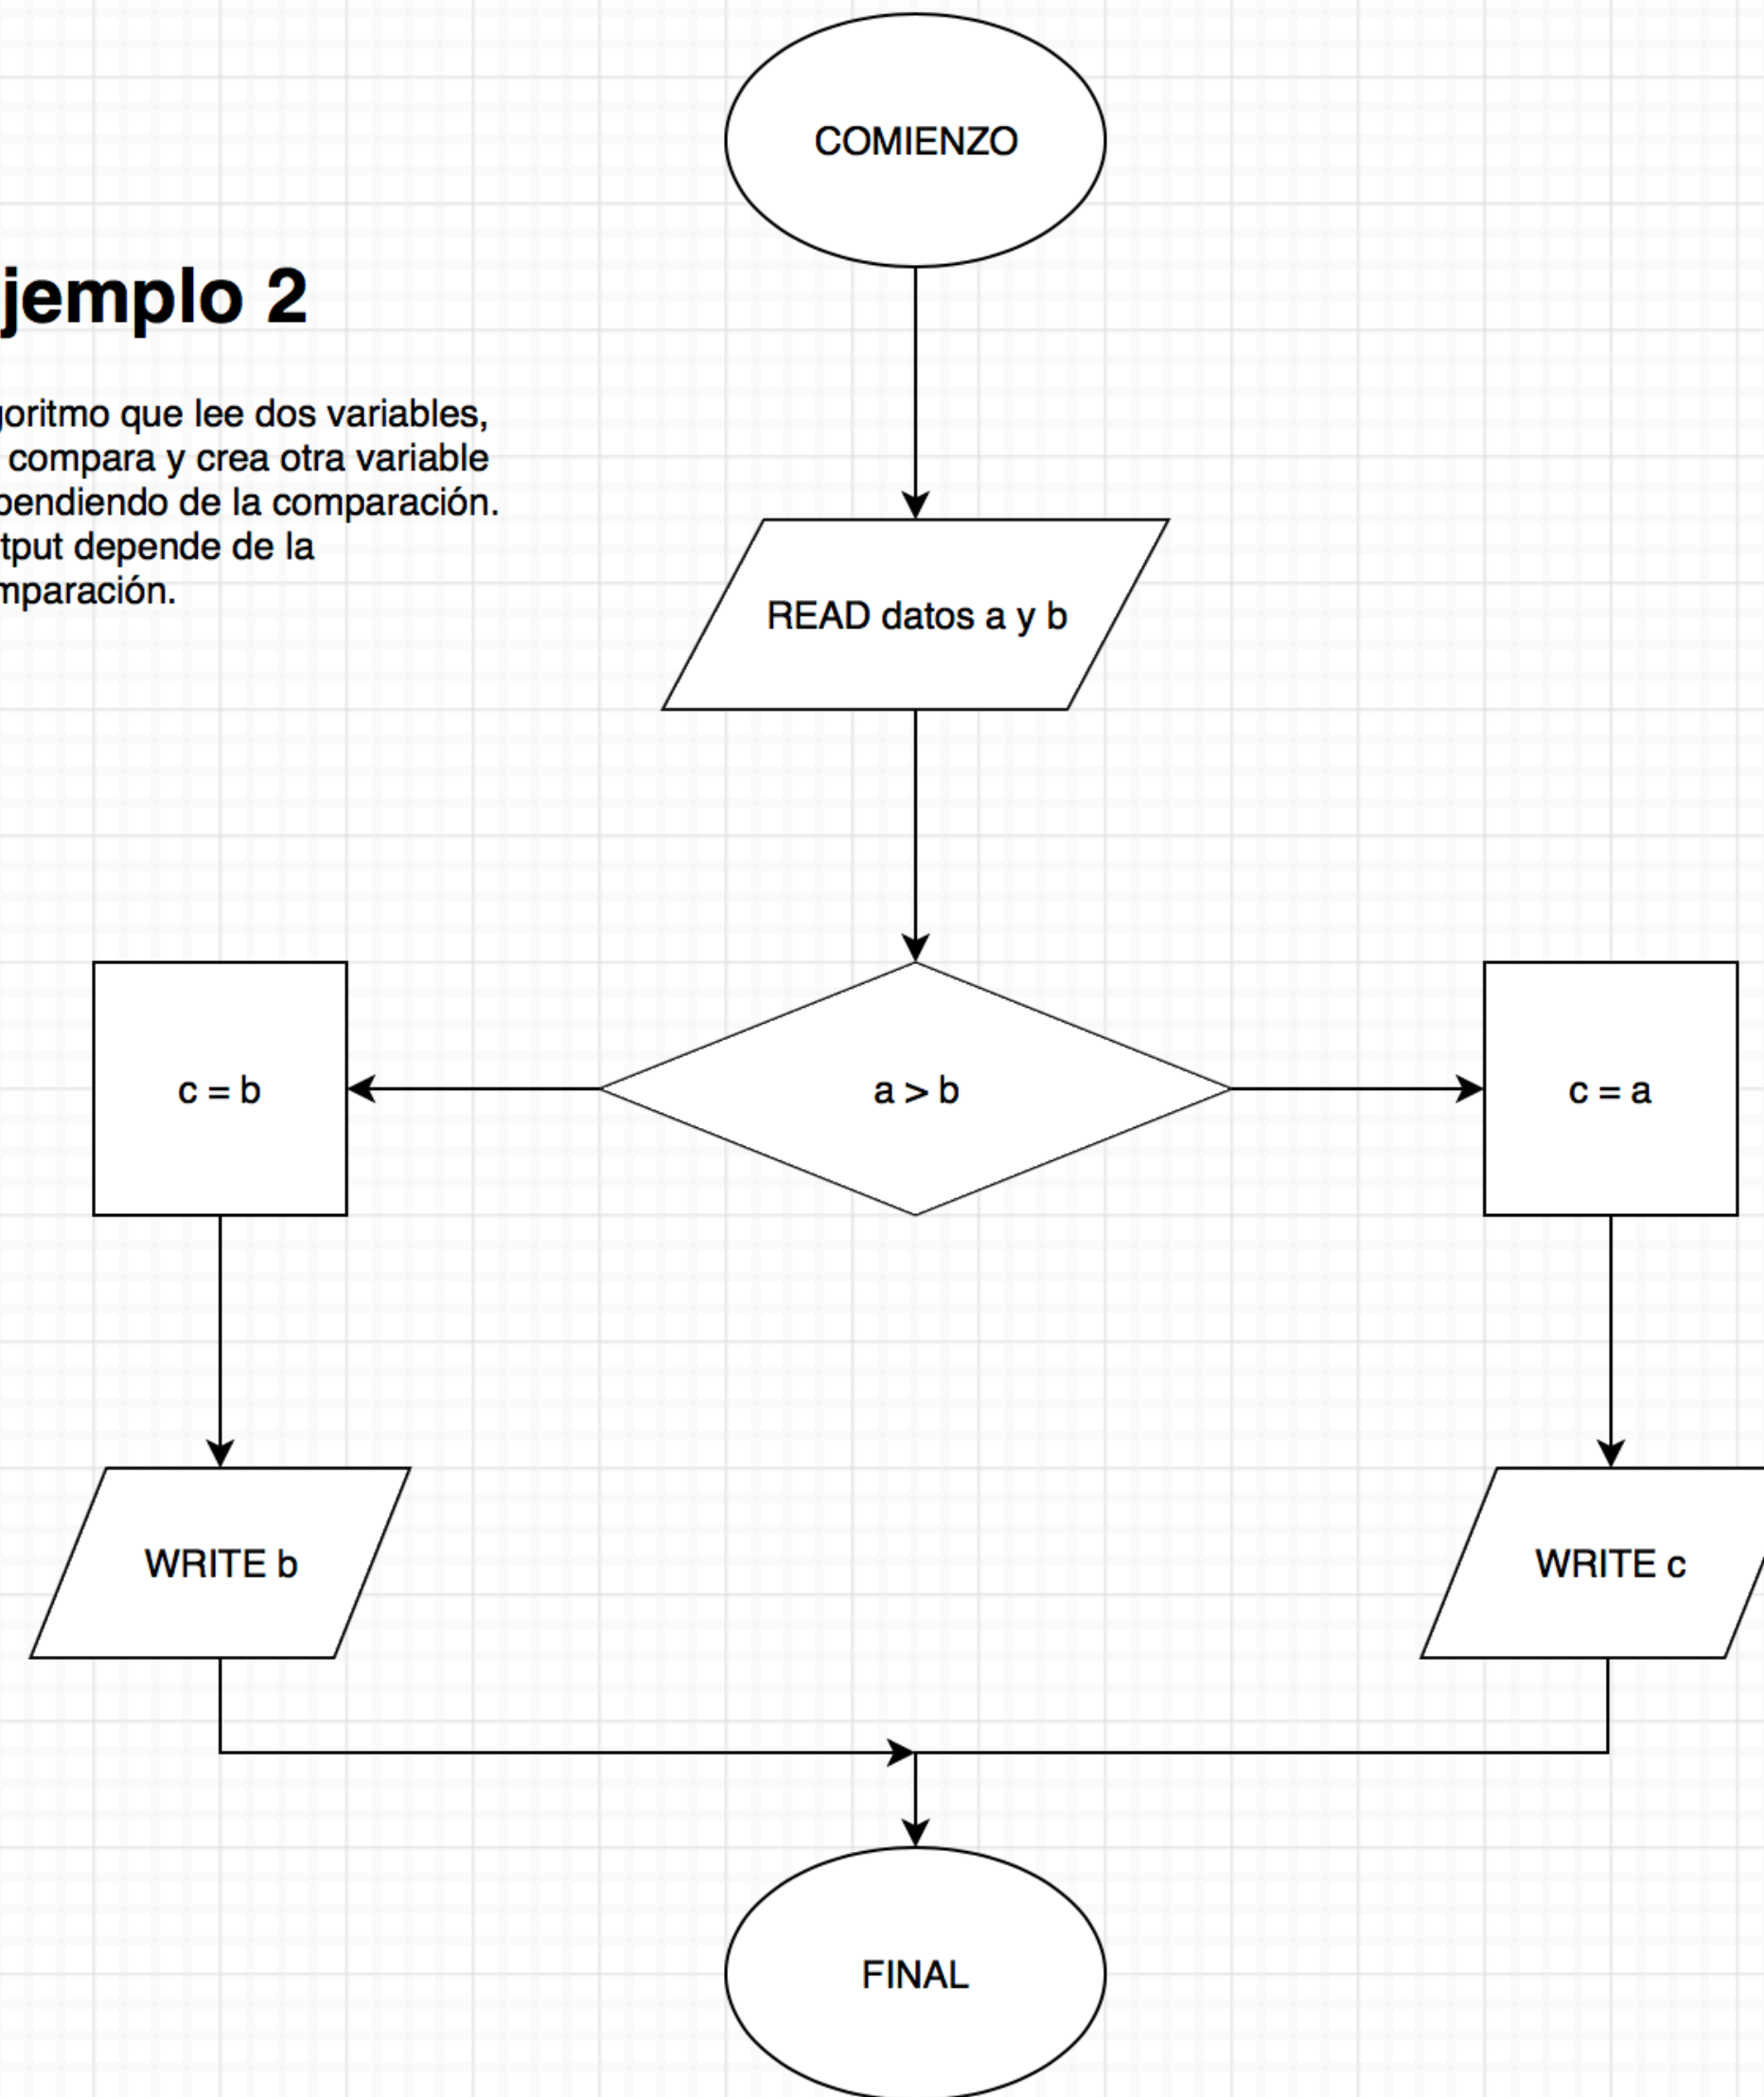 COMIENZO
jemplo 2
goritmo que lee dos variables,
compara y crea otra variable
pendiendo de la comparación.
tput depende de la
mparación.
READ datos a y b
c = b
a > b
c = a
WRITE b
WRITE c
FINAL